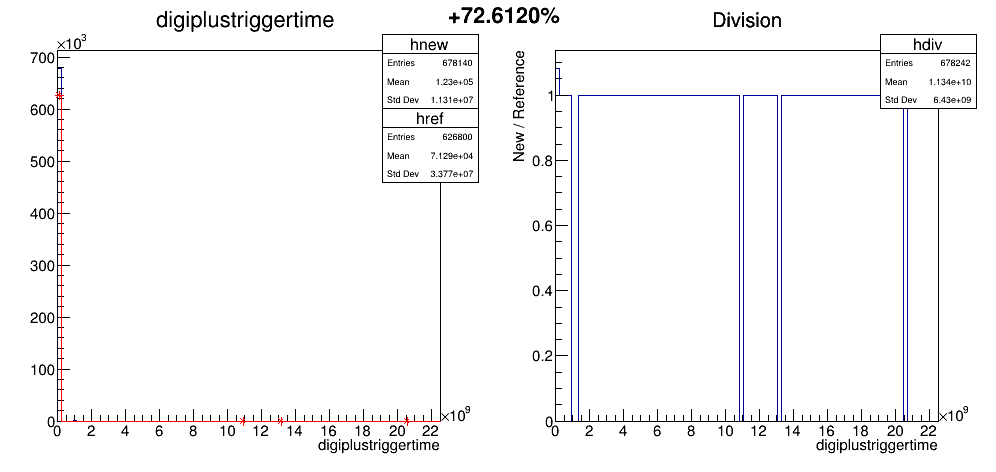 digiplustriggertime
+72.6120%
Division
×10³
hnew
Entries 678140
Mean 1.23e+05
Std Dev 1.131e+07
href
Entries 626800
Mean 7.129e+04
Std Dev 3.377e+07
700
600
500
400
300
200
100
0
0 2 4 6 8 10 12 14 16 18 20 22
×10⁹
digiplustriggertime
hdiv
Entries 678242
Mean 1.134e+10
Std Dev 6.43e+09
New / Reference
1
0.8
0.6
0.4
0.2
0
0 2 4 6 8 10 12 14 16 18 20 22
×10⁹
digiplustriggertime